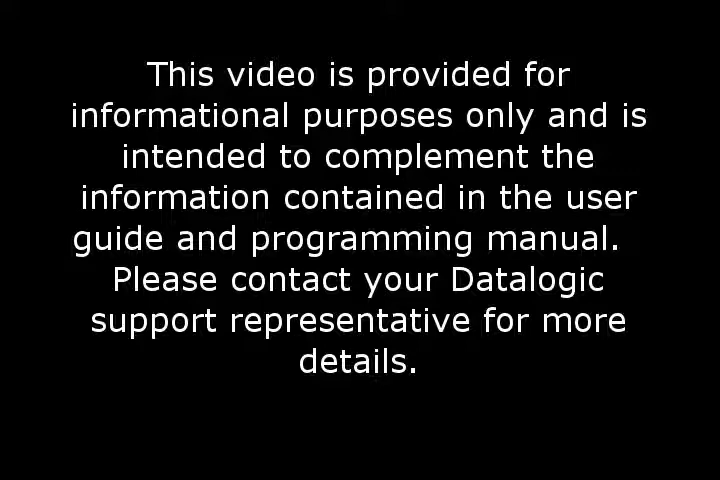 This video is provided for
informational purposes only and is
intended to complement the
information contained in the user
guide and programming manual.
Please contact your Datalogic
support representative for more
details.